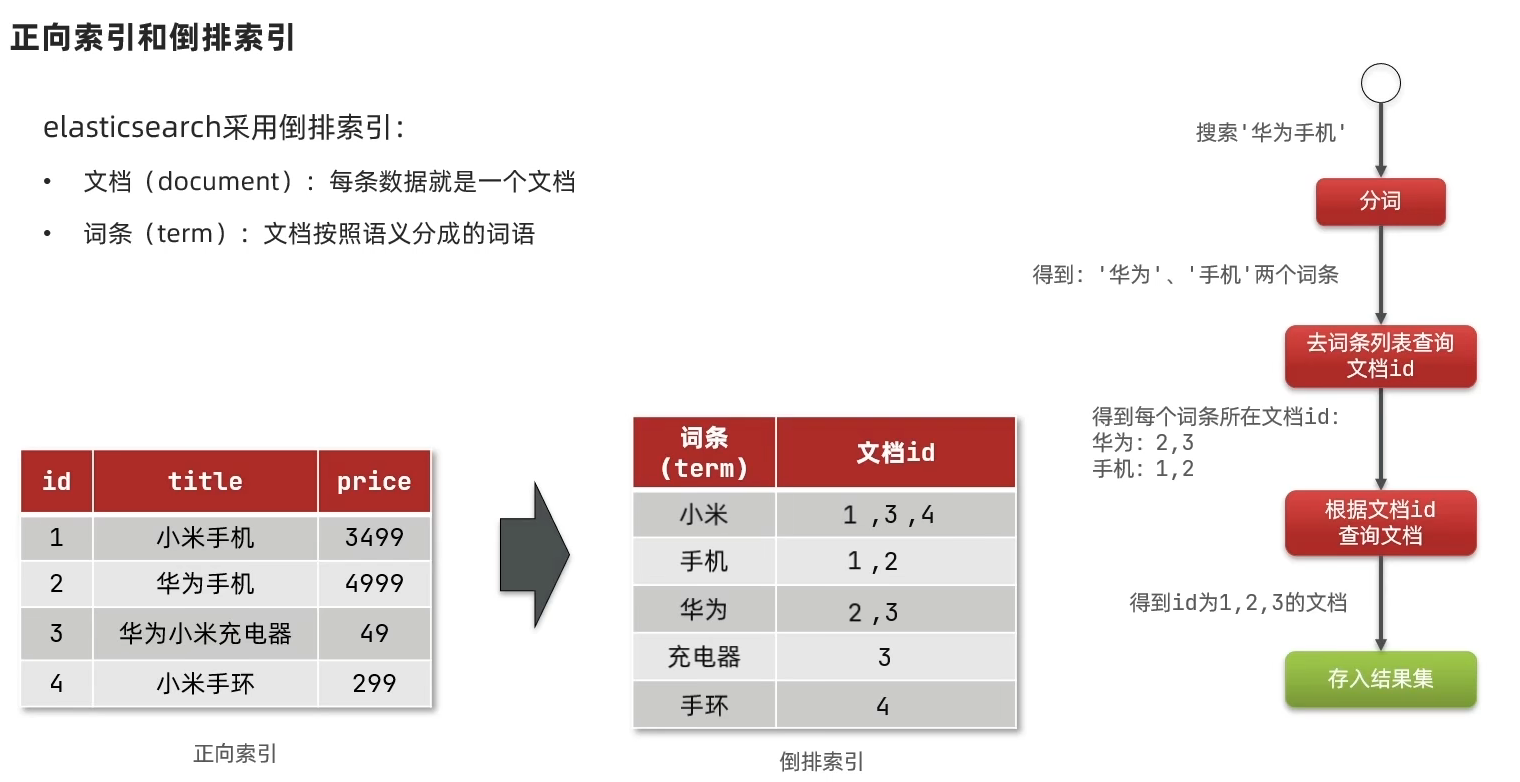 正向索引和倒排索引
elasticsearch采用倒排索引：
• 文档（document）：每条数据就是一个文档
• 词条（term）：文档按照语义分成的词语
id title price
1 小米手机 3499
2 华为手机 4999
3 华为小米充电器 49
4 小米手环 299
正向索引
词条
(term) 文档id
小米 1 ,3 ,4
手机 1 ,2
华为 2 ,3
充电器 3
手环 4
倒排索引
搜索'华为手机'
分词
得到：'华为'、'手机'两个词条
去词条列表查询
文档id
得到每个词条所在文档id：
华为：2,3
手机：1,2
根据文档id
查询文档
得到id为1,2,3的文档
存入结果集